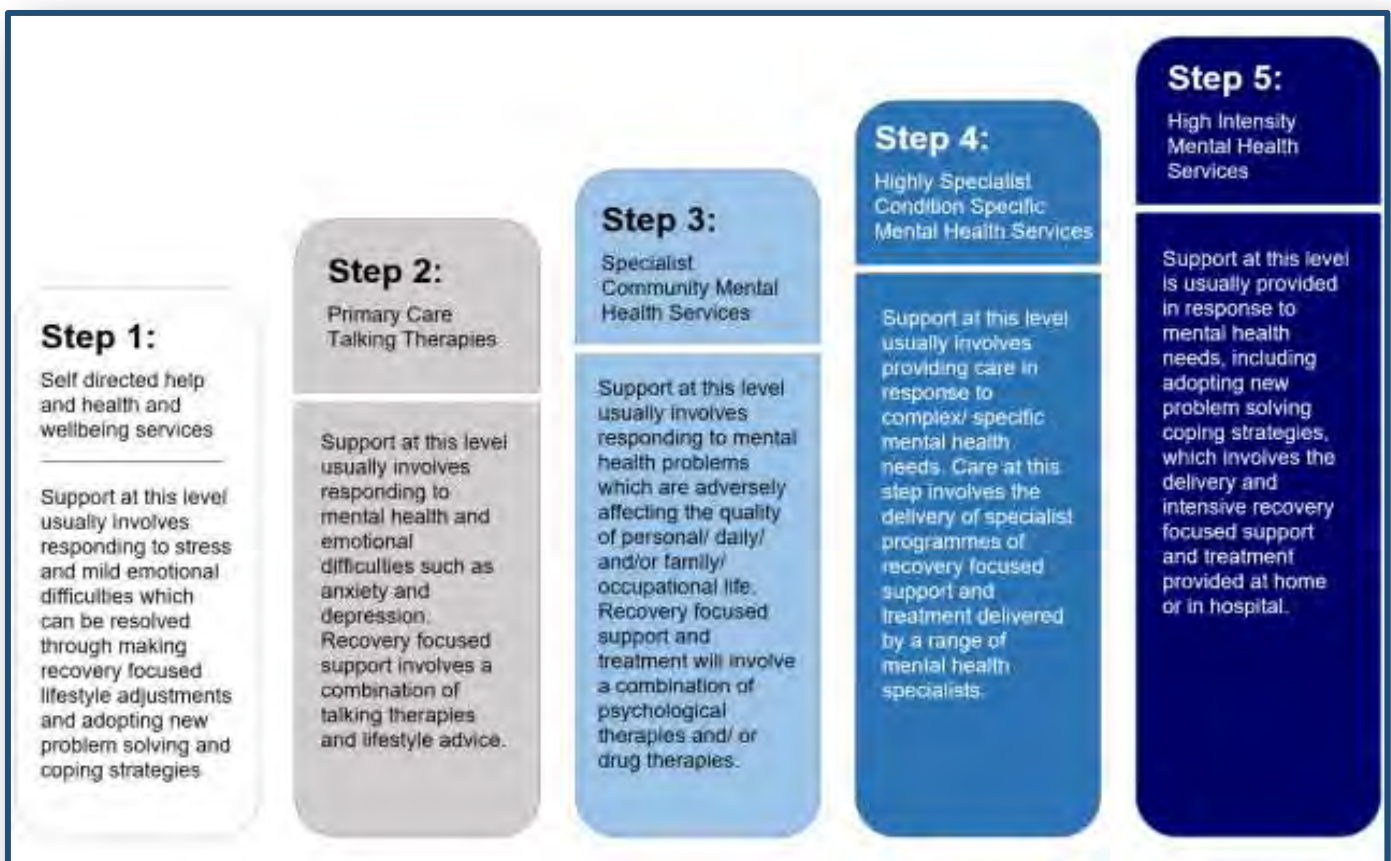 Step 1:
Self directed help
and health and
wellbeing services
Support at this level
usually involves
responding to stress
and mild emotional
difficulties which
can be resolved
through making
recovery focused
lifestyle adjustments
and adopting new
problem solving and
coping strategies
Step 2:
Primary Care
Talking Therapies
Support at this level
usually involves
responding to
mental health and
emotional
difficulties such as
anxiety and
depression.
Recovery focused
support involves a
combination of
talking therapies
and lifestyle advice.
Step 3:
Specialist
Community Mental
Health Services
Support at this level
usually involves
responding to mental
health problems
which are adversely
affecting the quality
of personal/ daily/
and/or family/
occupational life.
Recovery focused
support and
treatment will involve
a combination of
psychological
therapies and/ or
drug therapies.
Step 4:
Highly Specialist
Condition Specific
Mental Health Services
Support at this level
usually involves
providing care in
response to
complex/ specific
mental health
needs. Care at this
step involves the
delivery of specialist
programmes of
recovery focused
support and
treatment delivered
by a range of
mental health
specialists.
Step 5:
High Intensity
Mental Health
Services
Support at this level
is usually provided
in response to
mental health
needs, including
adopting new
problem solving
coping strategies,
which involves the
delivery and
intensive recovery
focused support
and treatment
provided at home
or in hospital.